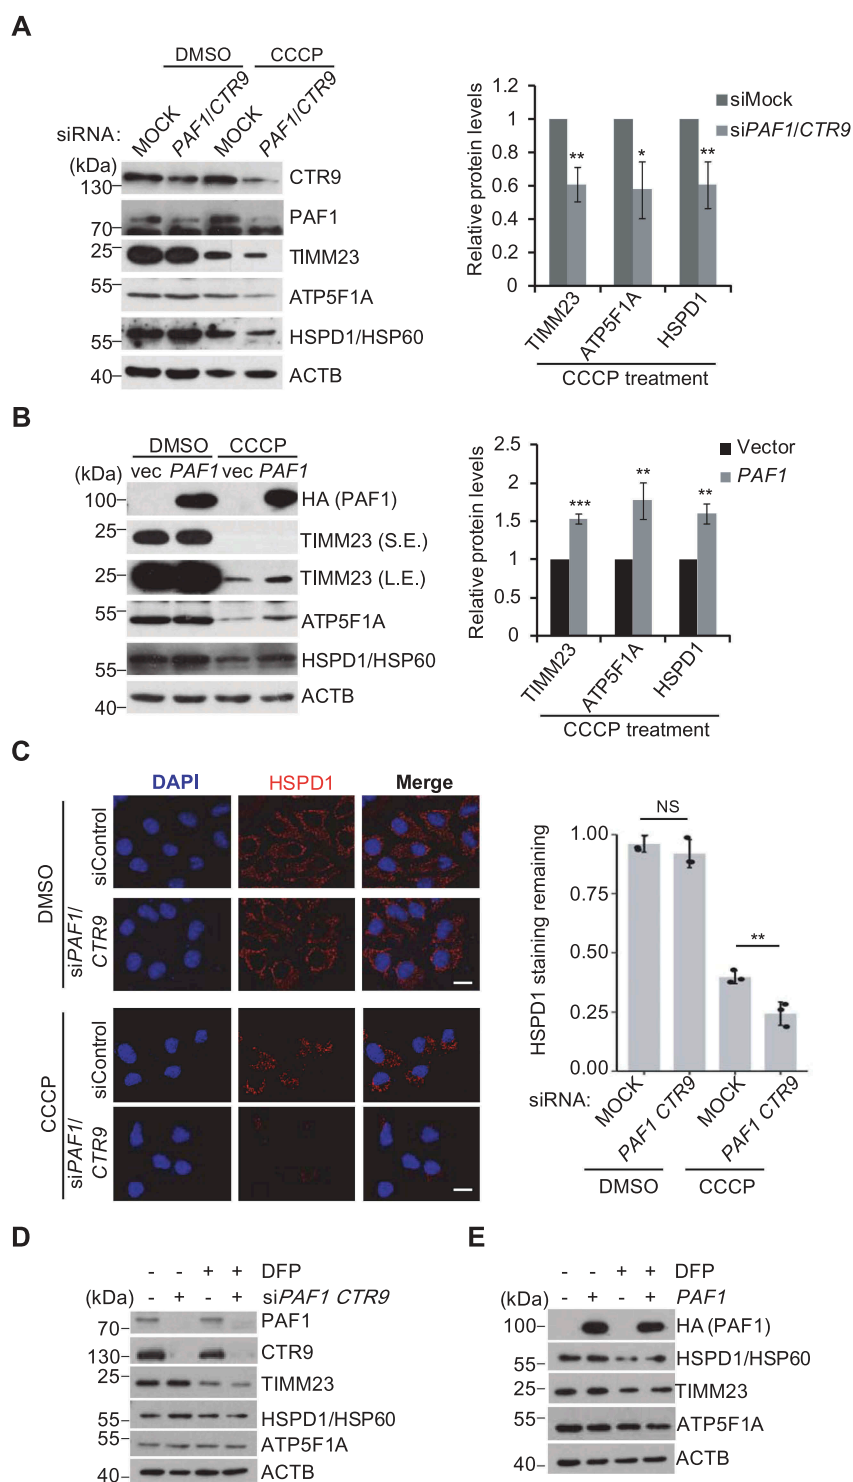 A
DMSO CCCP
siRNA: MOCK PAF1/CTR9 MOCK PAF1/CTR9
(kDa)
130 CTR9
70 PAF1
25 TIMM23
55 ATP5F1A
55 HSPD1/HSP60
40 ACTB
Relative protein levels
1.2
1
0.8
0.6
0.4
0.2
0
siMock
siPAF1/CTR9
** * **
TIMM23 ATP5F1A HSPD1
CCCP treatment
B
DMSO CCCP
(kDa) vec PAF1 vec PAF1
100 HA (PAF1)
25 TIMM23 (S.E.)
25 TIMM23 (L.E.)
55 ATP5F1A
55 HSPD1/HSP60
40 ACTB
Relative protein levels
2.5
2
1.5
1
0.5
0
Vector
PAF1
*** ** **
TIMM23 ATP5F1A HSPD1
CCCP treatment
C
DAPI HSPD1 Merge
DMSO
siControl
siPAF1/
CTR9
CCCP
siControl
siPAF1/
CTR9
HSPD1 staining remaining
1.00
0.75
0.50
0.25
0.00
NS
**
siRNA: MOCK PAF1 CTR9 MOCK PAF1 CTR9
DMSO CCCP
D
- - + + DFP
(kDa) - + - + siPAF1 CTR9
70 PAF1
130 CTR9
25 TIMM23
55 HSPD1/HSP60
55 ATP5F1A
40 ACTB
E
- - + + DFP
(kDa) - + - + PAF1
100 HA (PAF1)
55 HSPD1/HSP60
25 TIMM23
55 ATP5F1A
40 ACTB